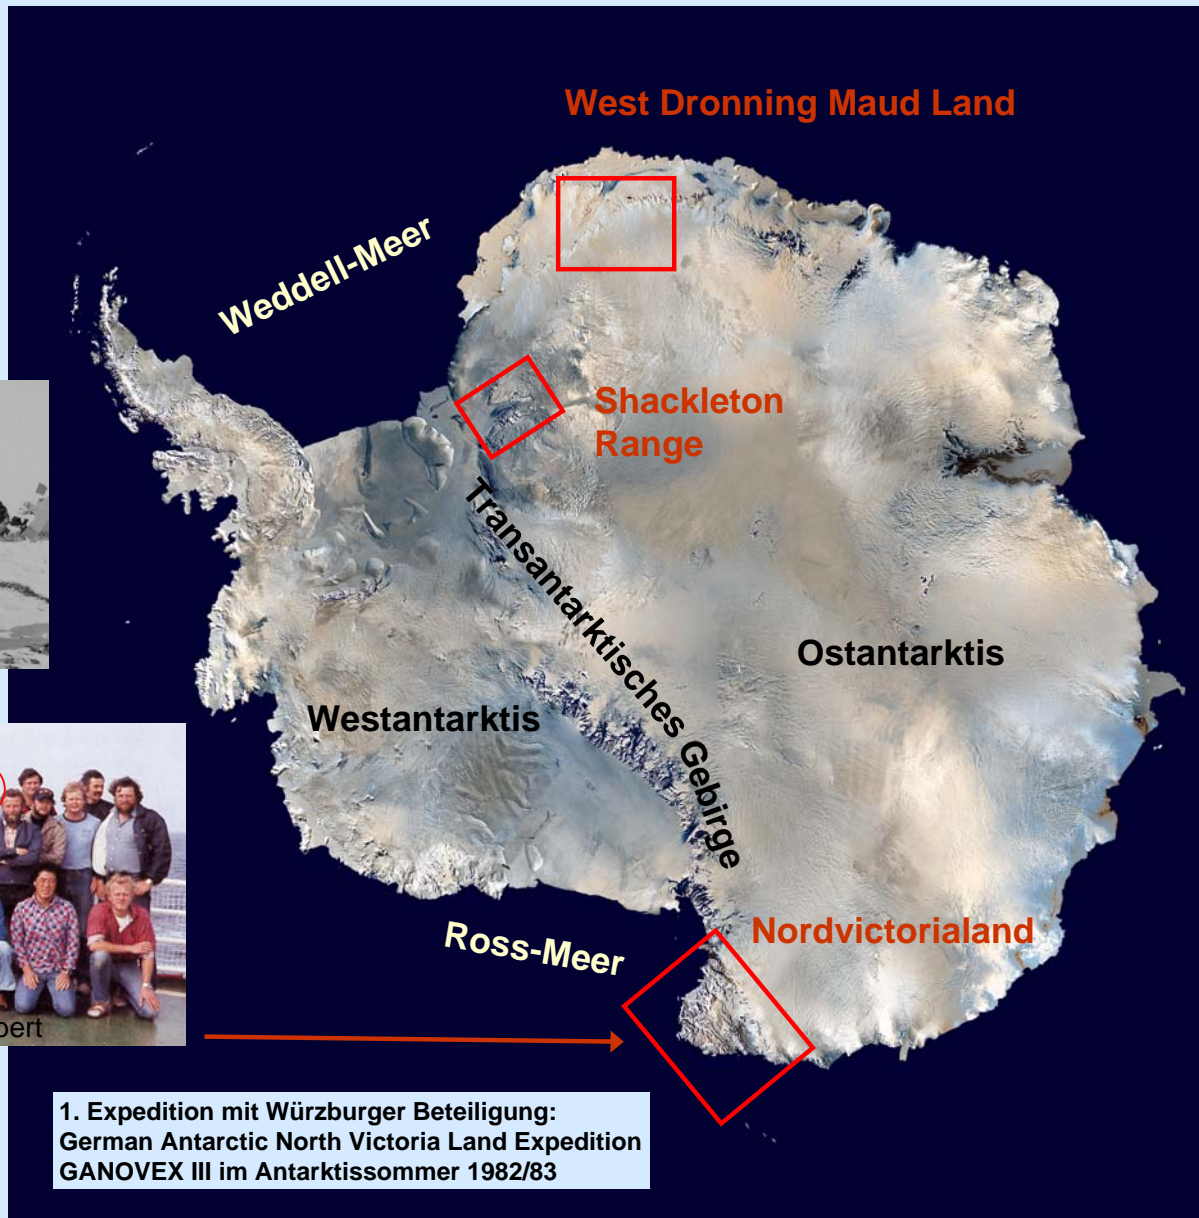 West Dronning Maud Land
Weddell-Meer
Shackleton
Range
Transantarktisches Gebirge
Ostantarktis
Westantarktis
Nordvictorialand
Ross-Meer
1. Expedition mit Würzburger Beteiligung:
German Antarctic North Victoria Land Expedition
GANOVEX III im Antarktissommer 1982/83